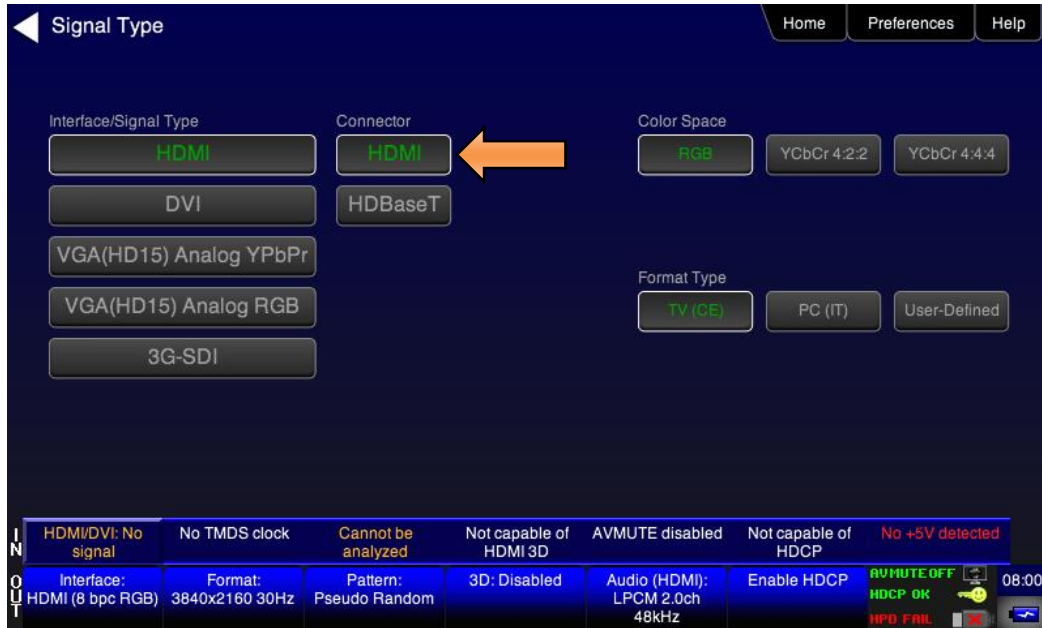 Signal Type
Home
Preferences
Help
Interface/Signal Type
Connector
Color Space
HDMI
HDMI
RGB
YCbCr 4:2:2
YCbCr 4:4:4
DVI
HDBaseT
VGA(HD15) Analog YPbPr
Format Type
VGA(HD15) Analog RGB
TV (CE)
PC (IT)
User-Defined
3G-SDI
IN
HDMI/DVI: No
signal
No TMDS clock
Cannot be
analyzed
Not capable of
HDMI 3D
AVMUTE disabled
Not capable of
HDCP
No +5V detected
OUT
Interface:
HDMI (8 bpc RGB)
Format:
3840x2160 30Hz
Pattern:
Pseudo Random
3D: Disabled
Audio (HDMI):
LPCM 2.0ch
48kHz
Enable HDCP
AVMUTE OFF
HDCP OK
HPD FAIL
08:00